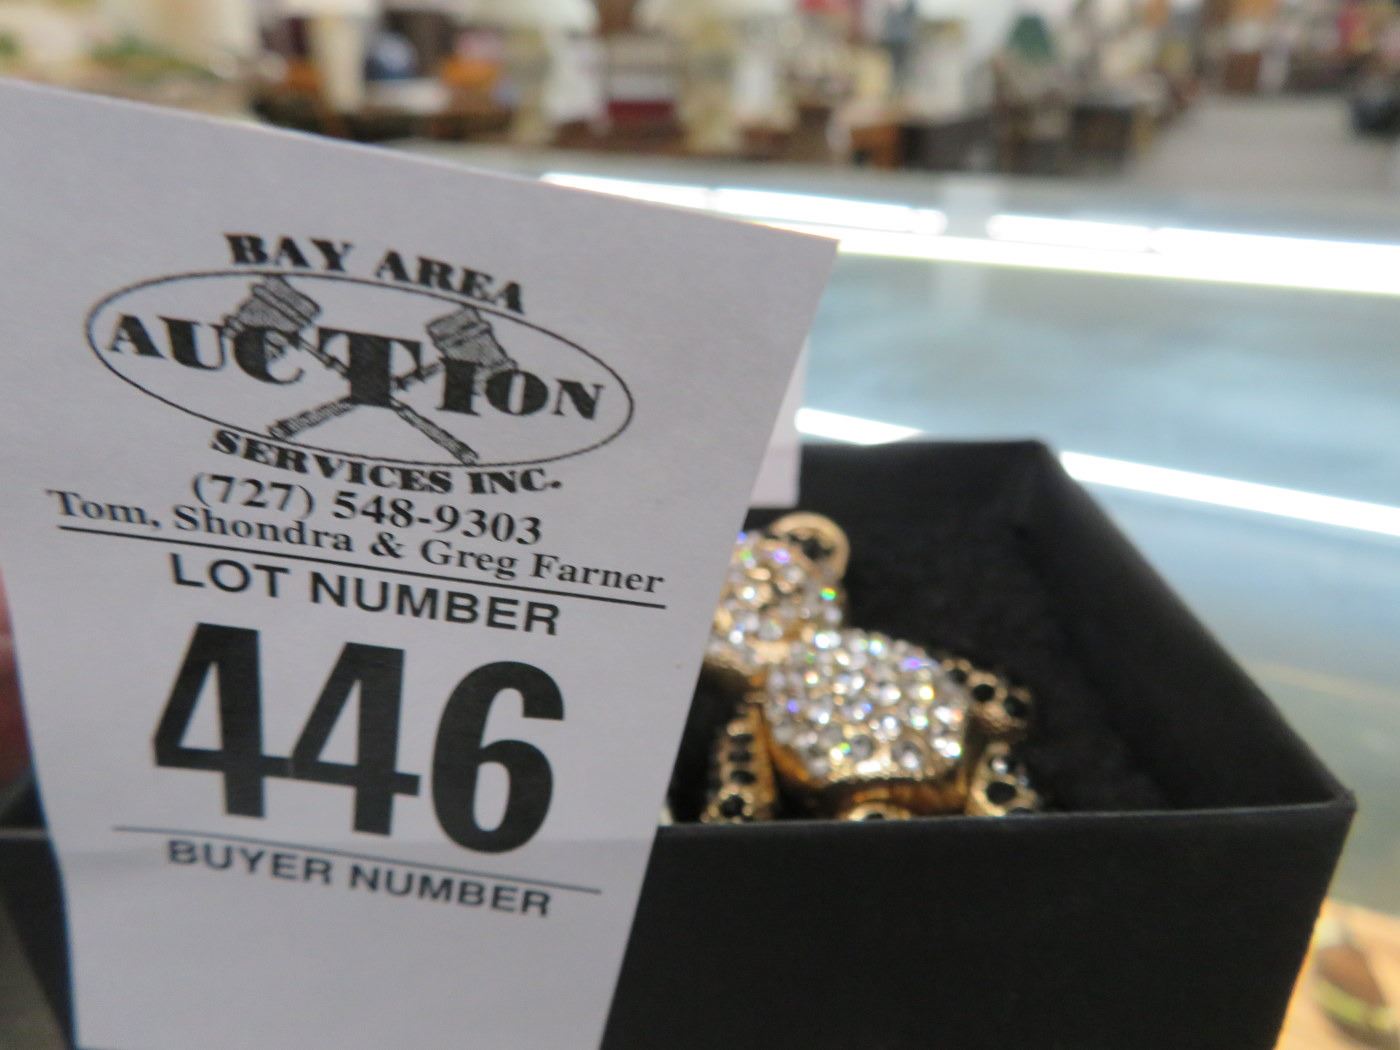 BAY AREA
AUCTION
SERVICES INC.
(727) 548-9303
Tom, Shondra & Greg Farner
LOT NUMBER
446
BUYER NUMBER